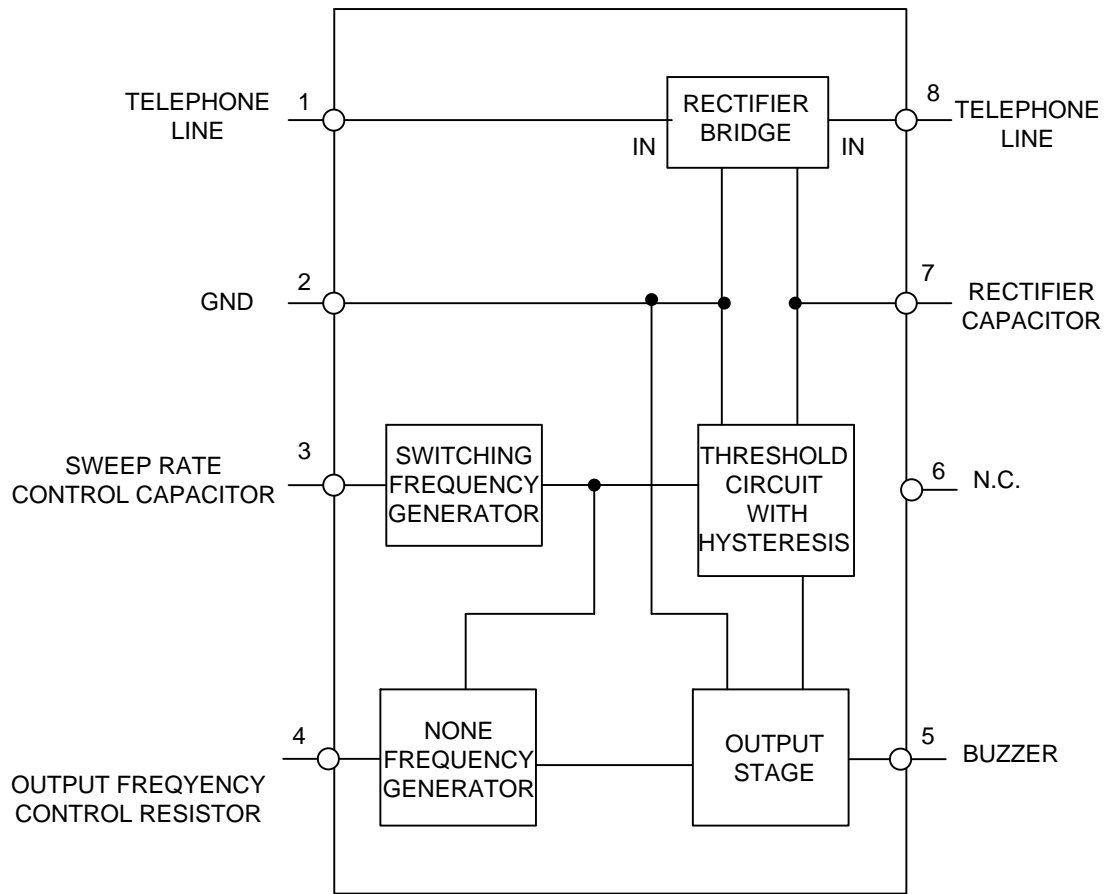 TELEPHONE
LINE
1
RECTIFIER
BRIDGE
IN
IN
8
TELEPHONE
LINE
GND
2
7
RECTIFIER
CAPACITOR
SWEEP RATE
CONTROL CAPACITOR
3
SWITCHING
FREQUENCY
GENERATOR
THRESHOLD
CIRCUIT
WITH
HYSTERESIS
6
N.C.
OUTPUT FREQYENCY
CONTROL RESISTOR
4
NONE
FREQUENCY
GENERATOR
OUTPUT
STAGE
5
BUZZER